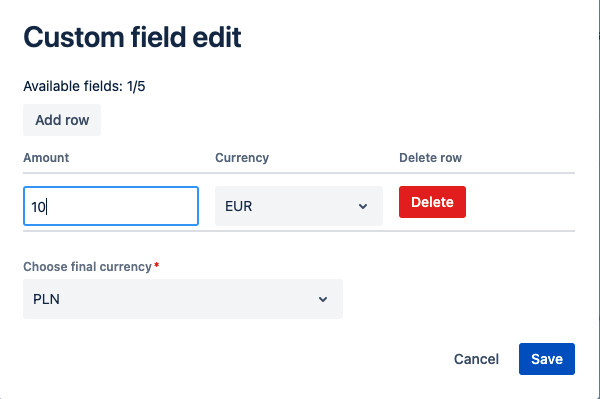 Custom field edit
Available fields: 1/5
Add row
Amount Currency Delete row
10 EUR Delete
Choose final currency*
PLN
Cancel Save